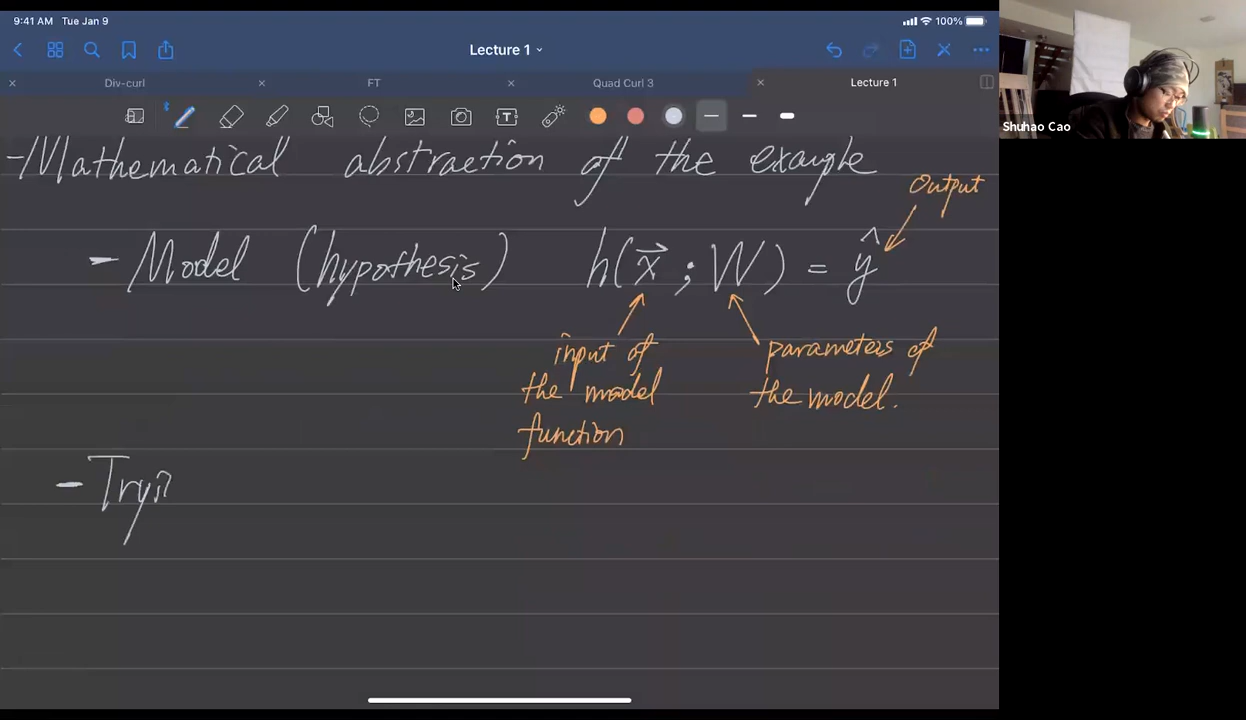 9:41 AM Tue Jan 9
100%
Lecture 1
Div-curl
FT
Quad Curl 3
Lecture 1
Shuhao Cao
-Mathematical abstraction of the example
Output
- Model (hypothesis) h(x⃗ ; W) = ŷ
input of
the model
function
parameters of
the model.
- Tryi